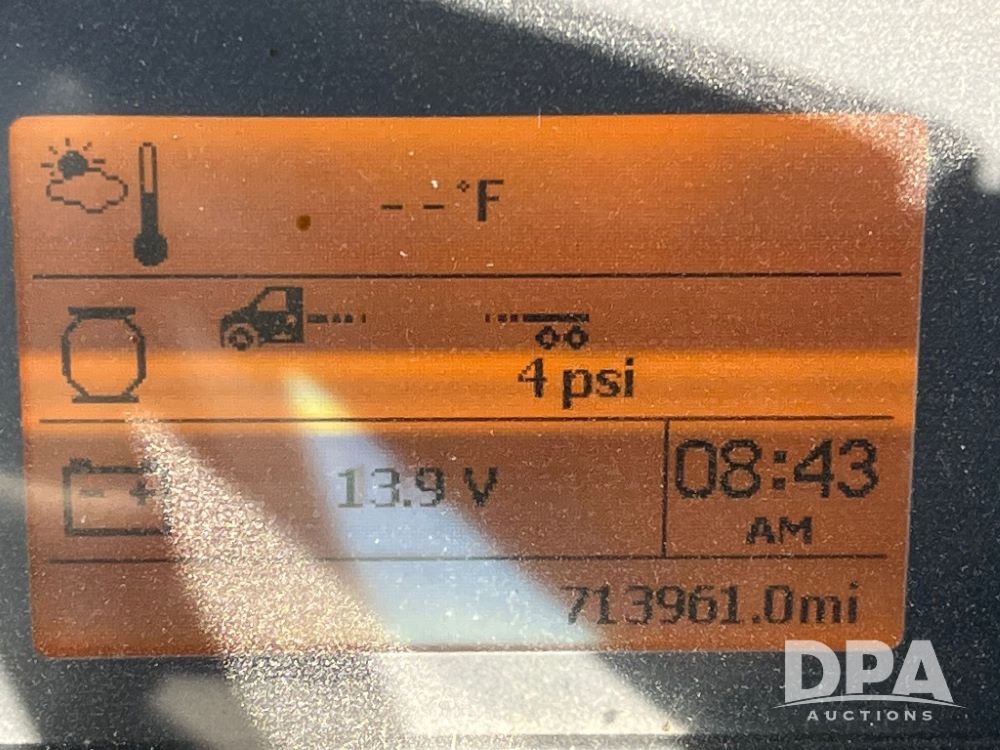 -- °F
4 psi
13.9 V
08:43
AM
713961.0mi
DPA
AUCTIONS